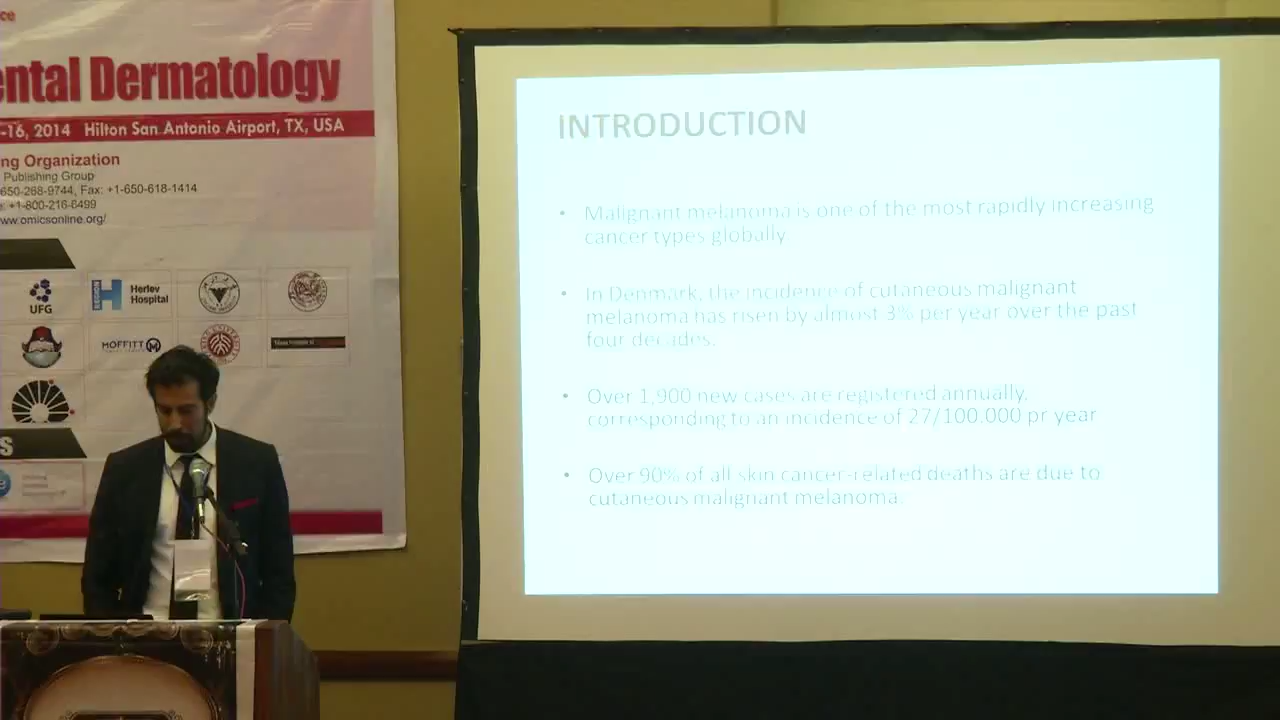 ce
ental Dermatology
-16, 2014 Hilton San Antonio Airport, TX, USA
ng Organization
Publishing Group
650-268-9744, Fax: +1-650-618-1414
+1-800-216-6499
ww.omicsonline.org/
UFG
REGION
Herlev
Hospital
MOFFITT
S
INTRODUCTION
• Malignant melanoma is one of the most rapidly increasing
cancer types globally
• In Denmark, the incidence of cutaneous malignant
melanoma has risen by almost 3% per year over the past
four decades.
• Over 1,900 new cases are registered annually,
corresponding to an incidence of 27/100.000 pr year
• Over 90% of all skin cancer-related deaths are due to
cutaneous malignant melanoma.